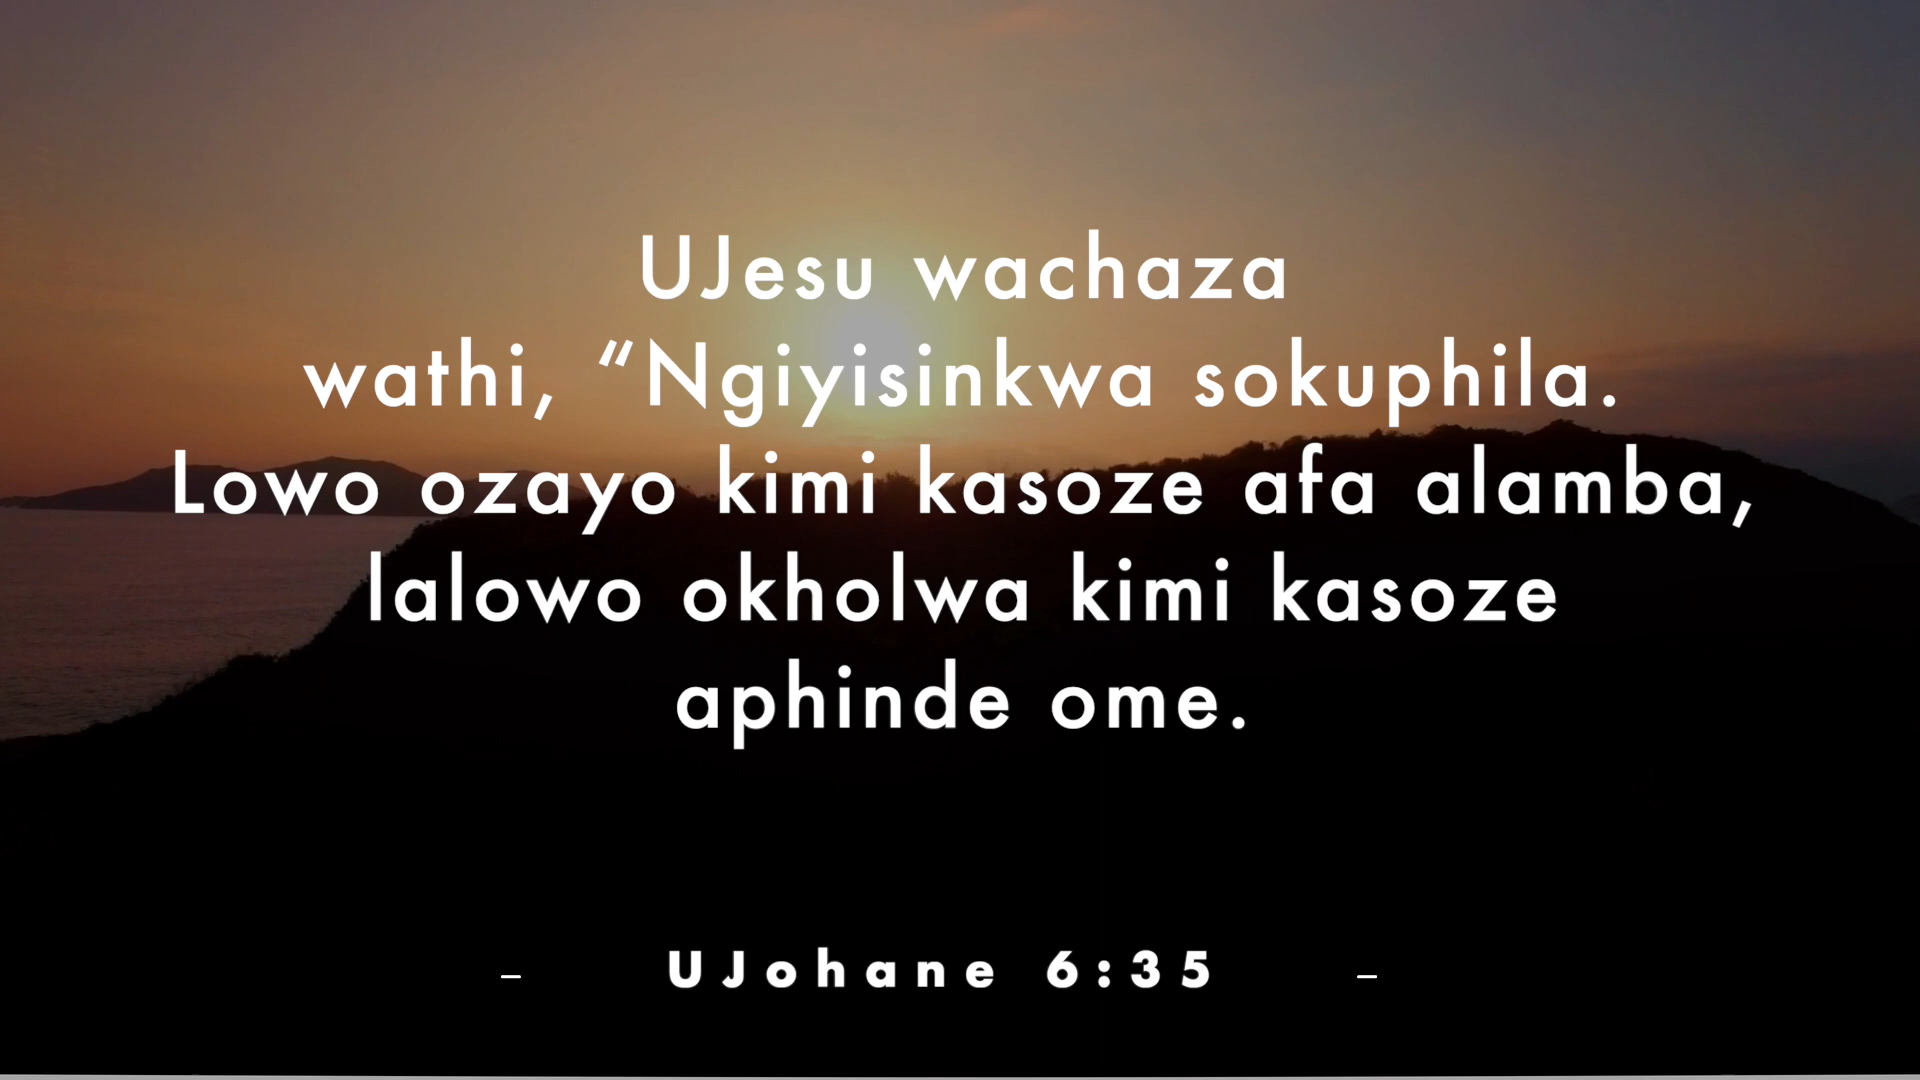 UJesu wachaza
wathi, “Ngiyisinkwa sokuphila.
Lowo ozayo kimi kasoze afa alamba,
lalowo okholwa kimi kasoze
aphinde ome.
– UJohane 6:35 –